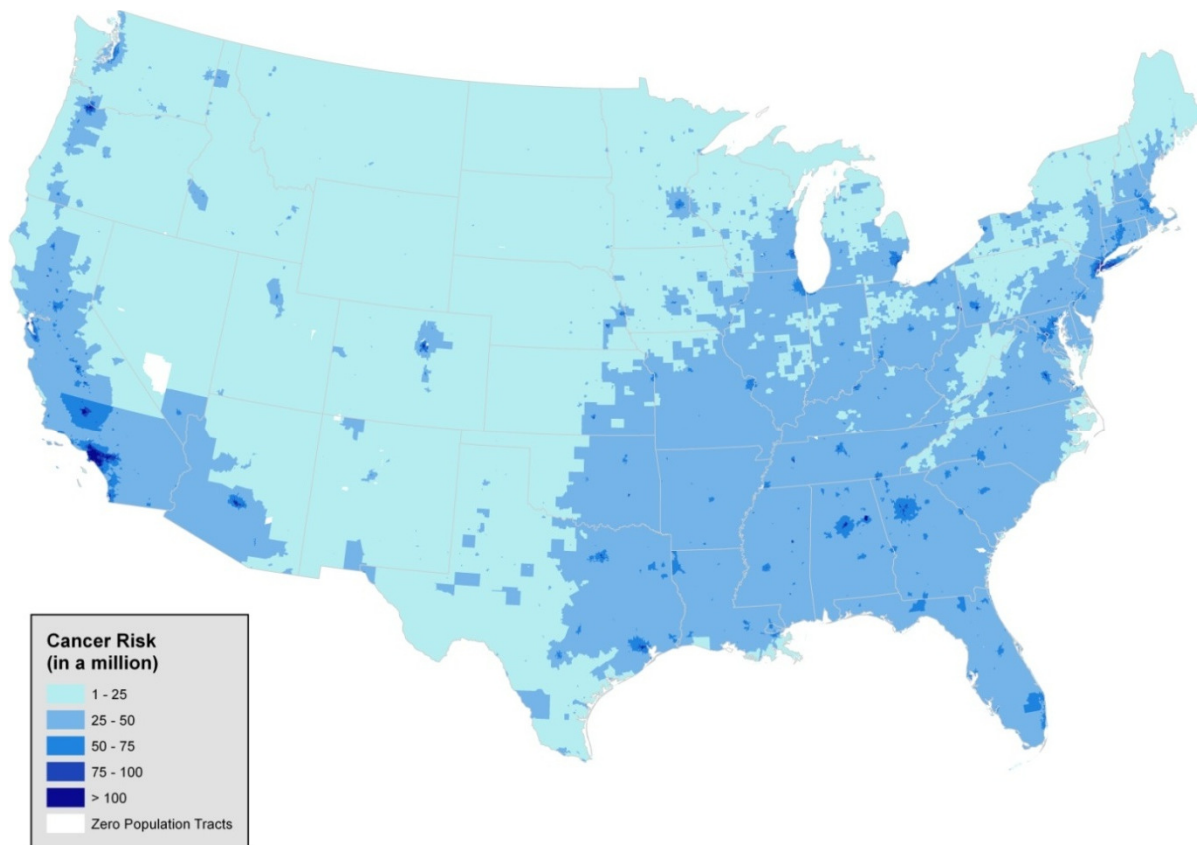 Cancer Risk
(in a million)
1 - 25
25 - 50
50 - 75
75 - 100
> 100
Zero Population Tracts